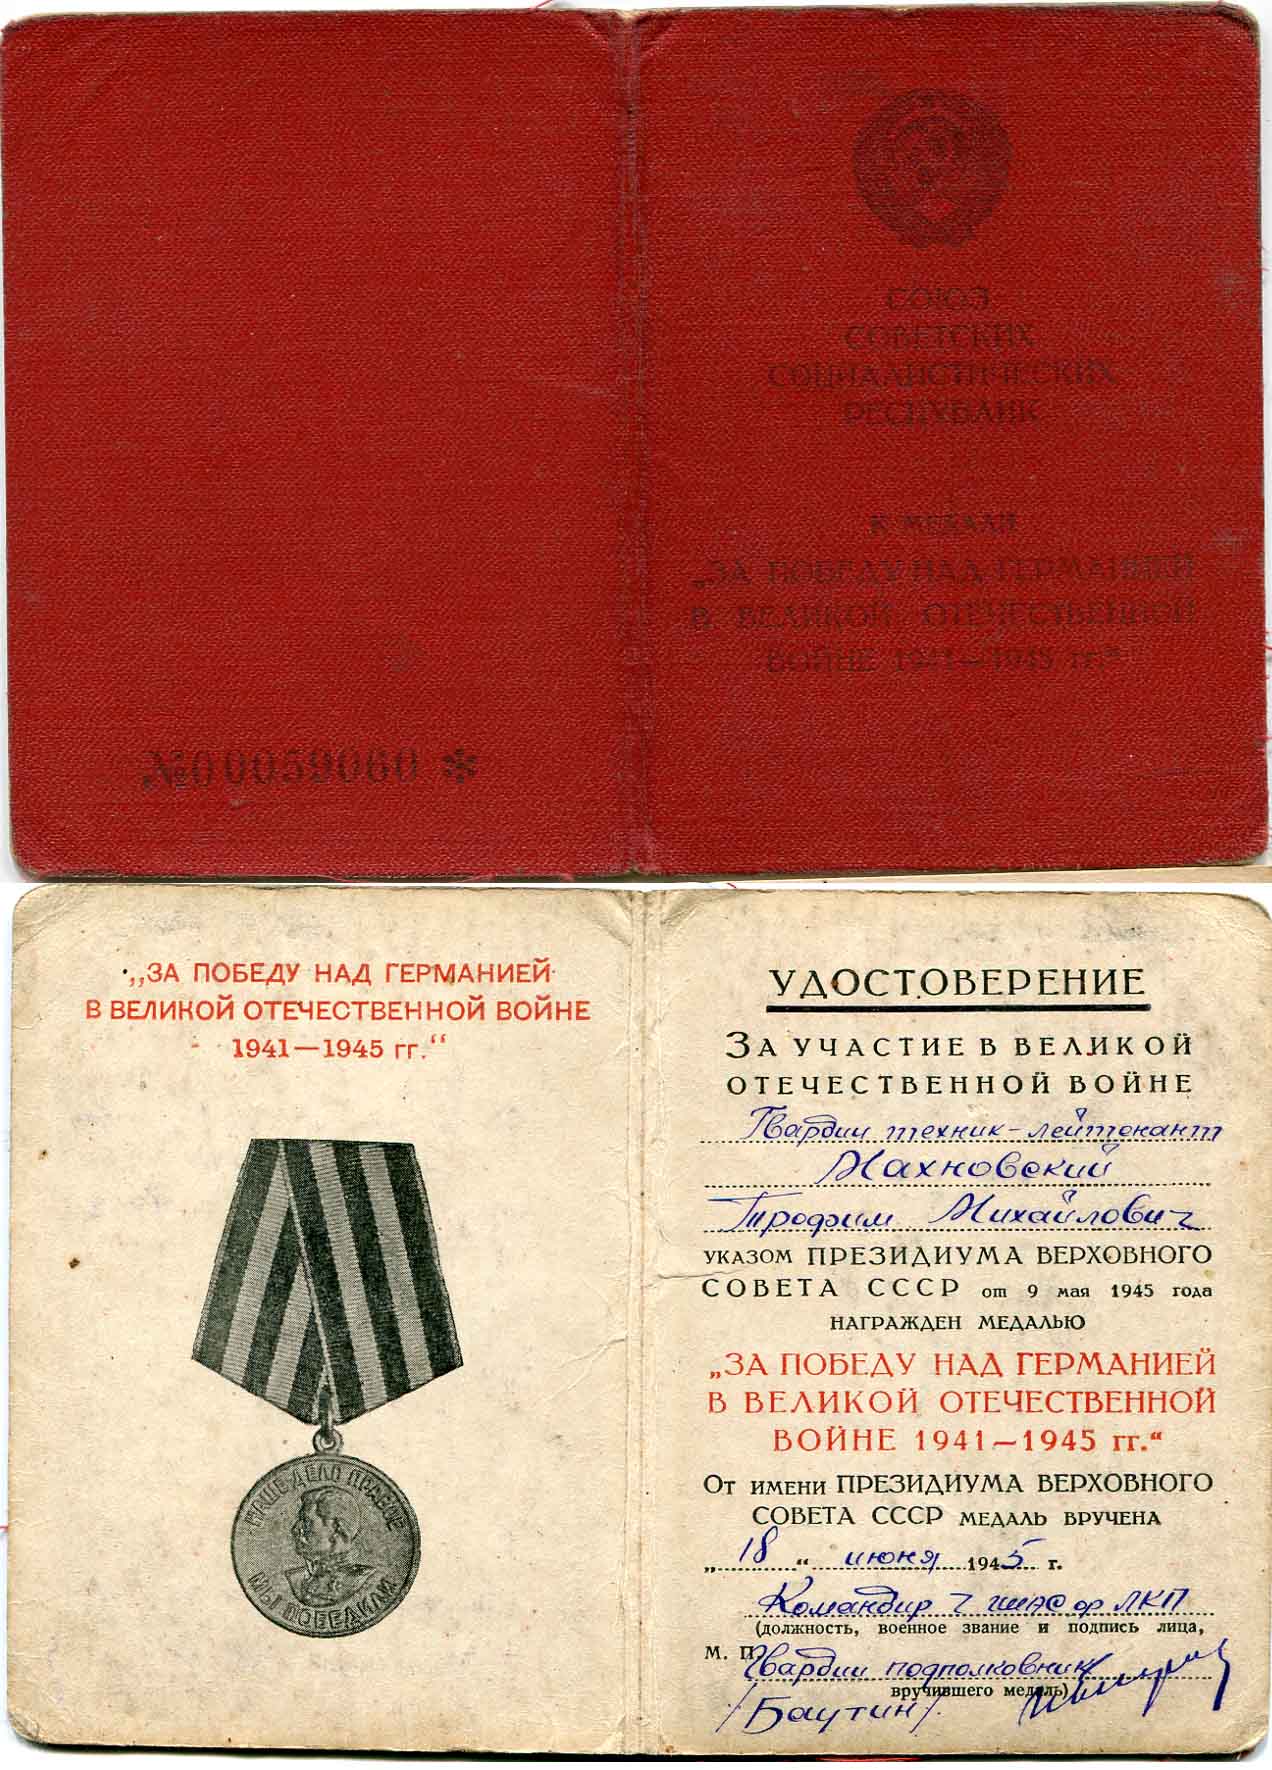 СОЮЗ
СОВЕТСКИХ
СОЦИАЛИСТИЧЕСКИХ
РЕСПУБЛИК
К МЕДАЛИ
„ЗА ПОБЕДУ НАД ГЕРМАНИЕЙ
В ВЕЛИКОЙ ОТЕЧЕСТВЕННОЙ
ВОЙНЕ 1941—1945 гг.“
№00059060 *
„ЗА ПОБЕДУ НАД ГЕРМАНИЕЙ
В ВЕЛИКОЙ ОТЕЧЕСТВЕННОЙ ВОЙНЕ
1941—1945 гг.“
НАШЕ ДЕЛО ПРАВОЕ
МЫ ПОБЕДИЛИ
УДОСТОВЕРЕНИЕ
ЗА УЧАСТИЕ В ВЕЛИКОЙ
ОТЕЧЕСТВЕННОЙ ВОЙНЕ
Гвардии техник-лейтенант
Махновский
Трофим Михайлович
УКАЗОМ ПРЕЗИДИУМА ВЕРХОВНОГО
СОВЕТА СССР от 9 мая 1945 года
НАГРАЖДЕН МЕДАЛЬЮ
„ЗА ПОБЕДУ НАД ГЕРМАНИЕЙ
В ВЕЛИКОЙ ОТЕЧЕСТВЕННОЙ
ВОЙНЕ 1941—1945 гг.“
ОТ ИМЕНИ ПРЕЗИДИУМА ВЕРХОВНОГО
СОВЕТА СССР МЕДАЛЬ ВРУЧЕНА
„18“ июня 1945 г.
Командир 7 гшАС ЛКП
(должность, военное звание и подпись лица,
М. П.
Гвардии подполковник
вручившего медаль)
/Баутин/